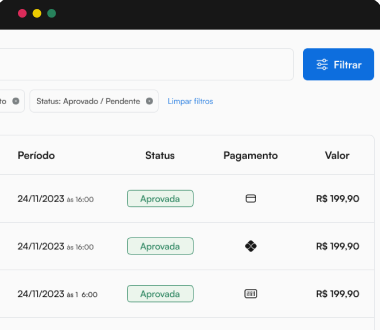 Filtrar
to Status: Aprovado / Pendente Limpar filtros
Período Status Pagamento Valor
24/11/2023 às 16:00 Aprovada R$ 199,90
24/11/2023 às 16:00 Aprovada R$ 199,90
24/11/2023 às 1 6:00 Aprovada R$ 199,90